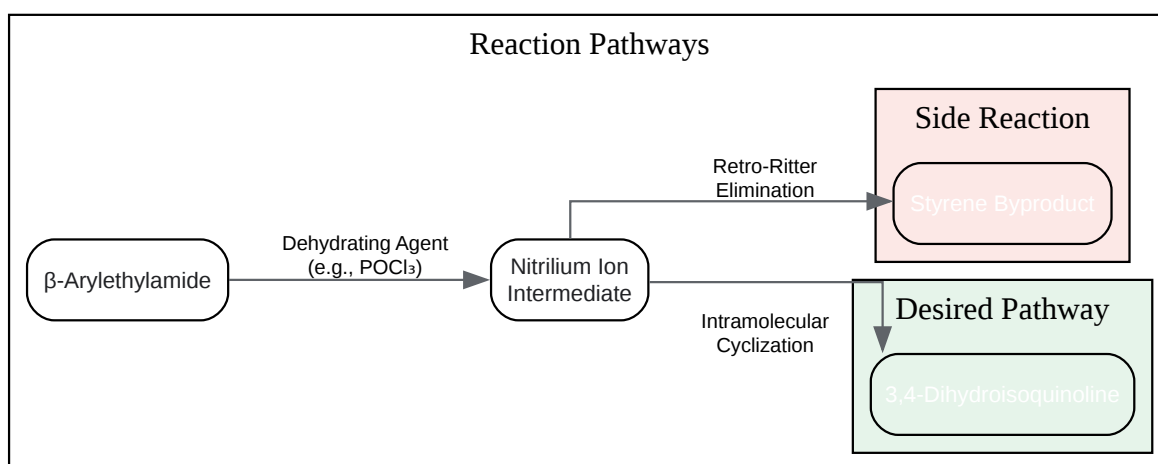 Reaction Pathways
Side Reaction
Retro-Ritter
Elimination
Styrene Byproduct
β-Arylethylamide
Dehydrating Agent
(e.g., POCl₃)
Nitrilium Ion
Intermediate
Desired Pathway
Intramolecular
Cyclization
3,4-Dihydroisoquinoline